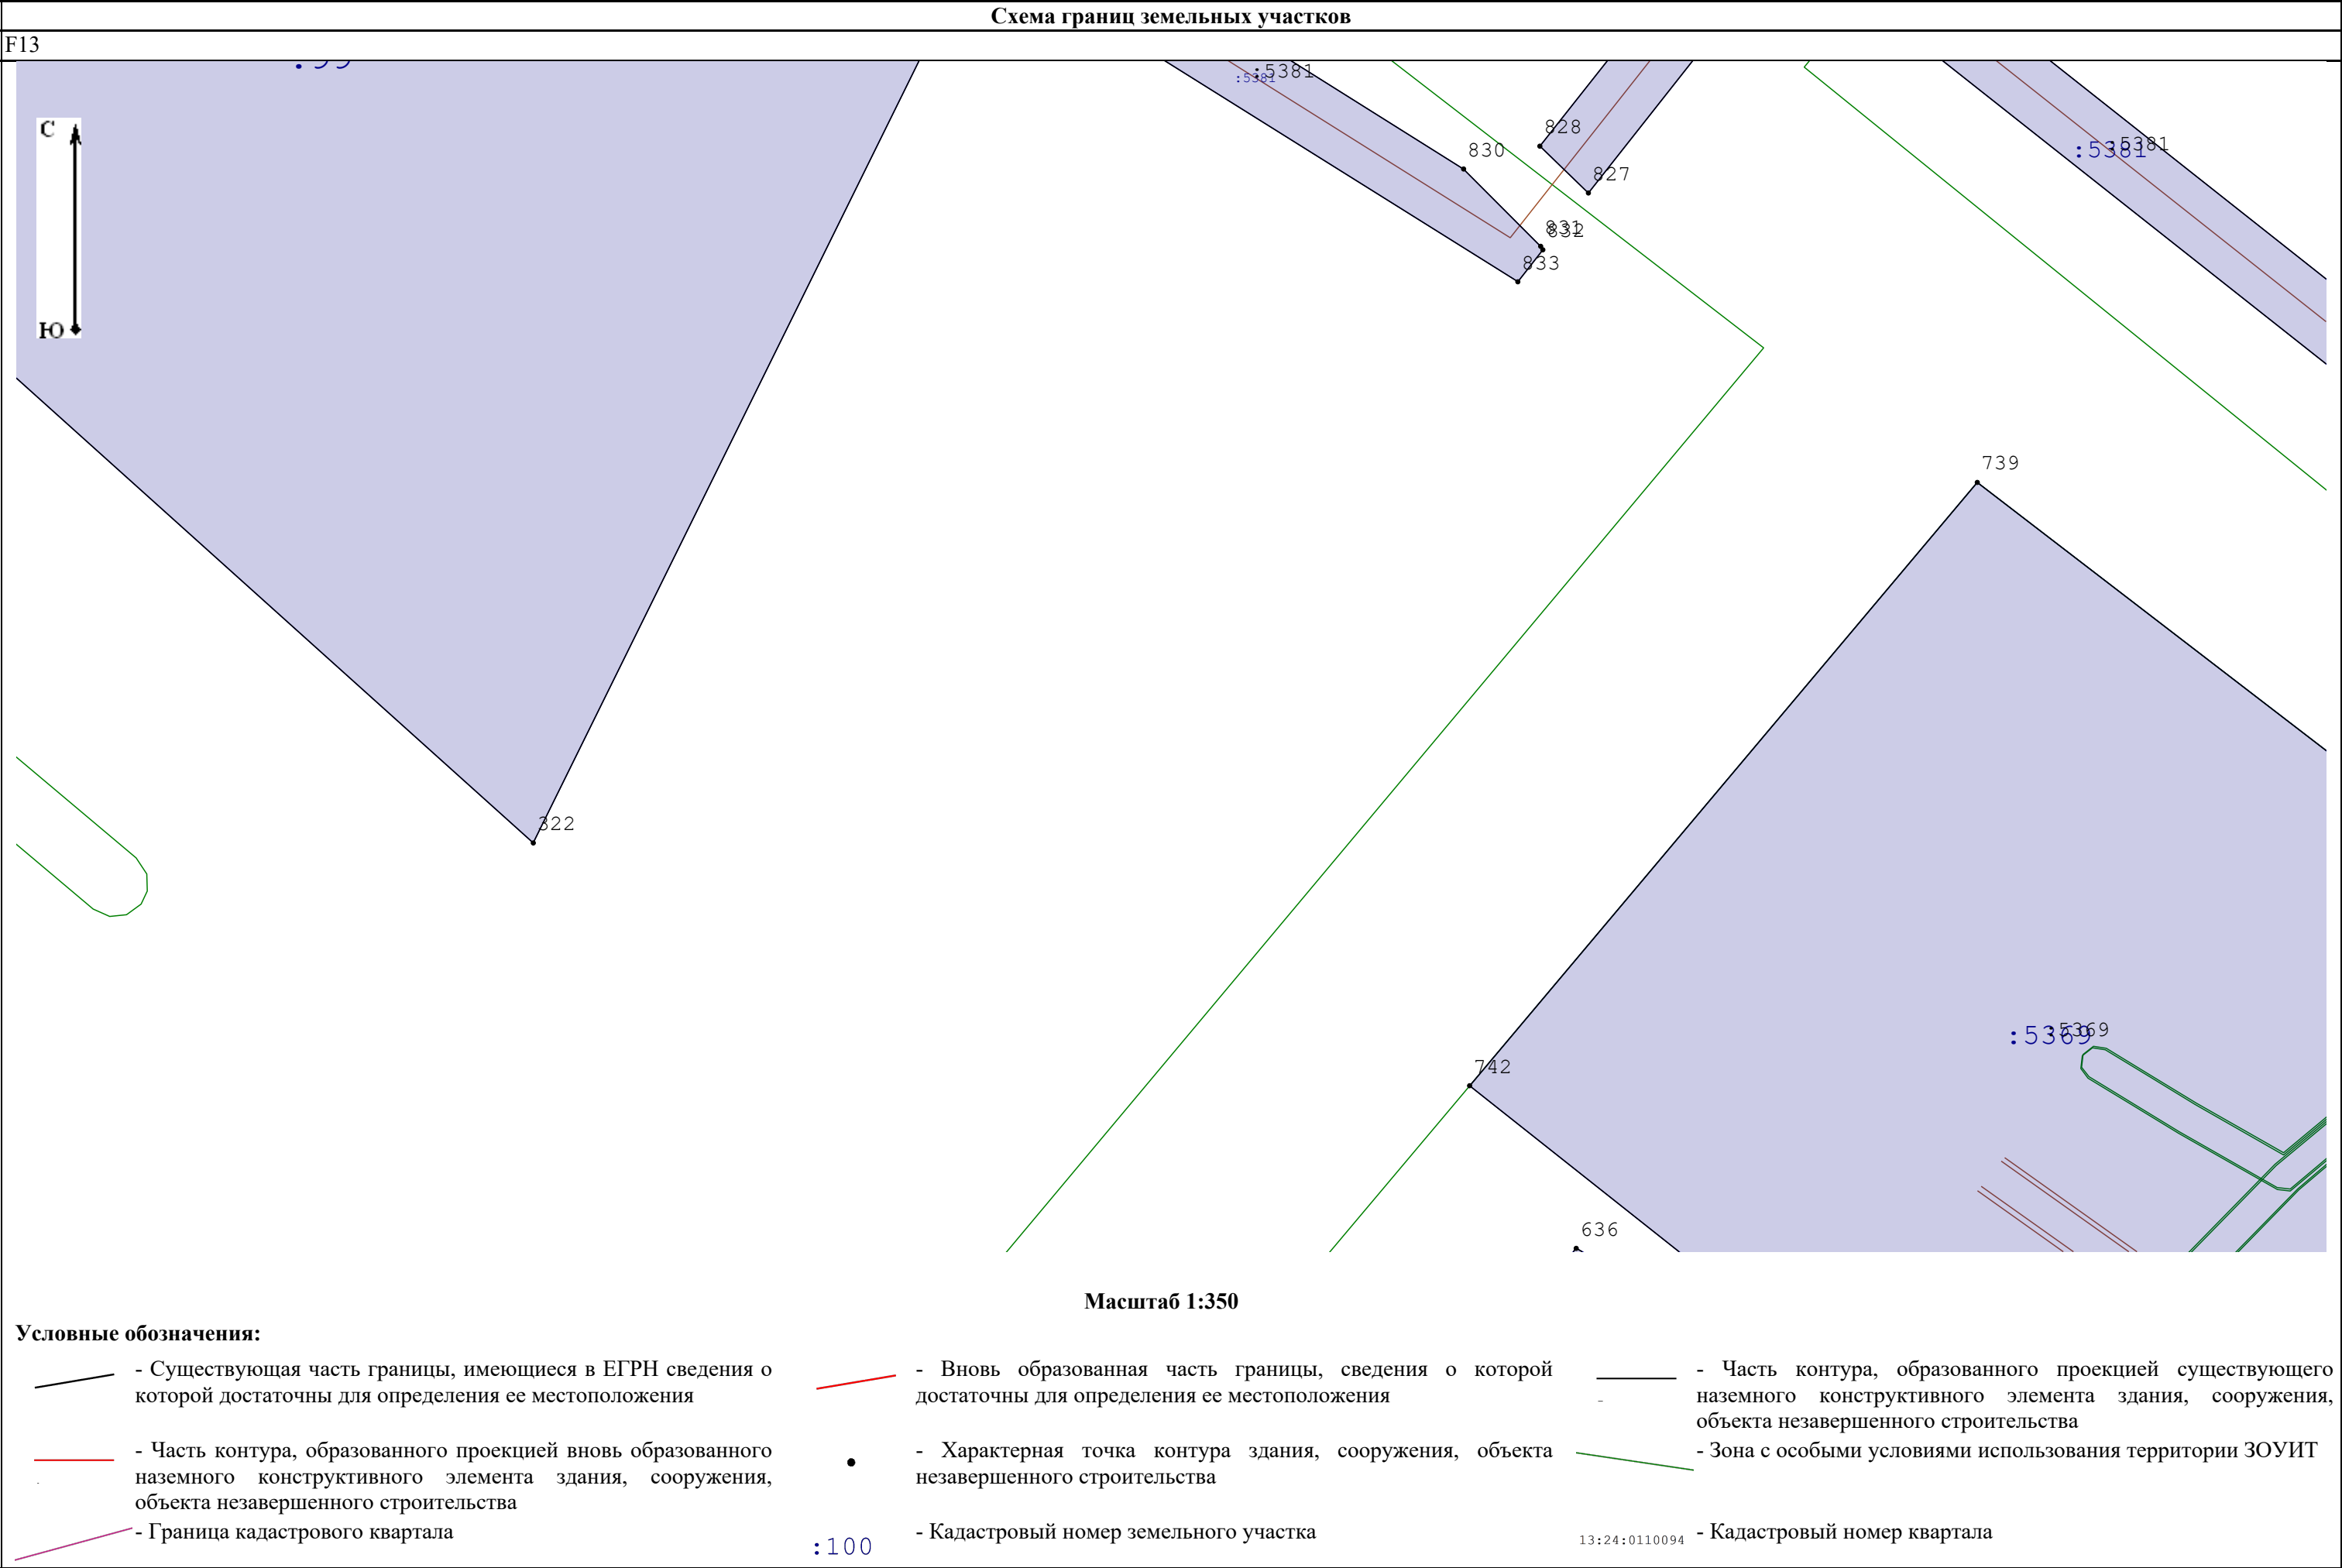 Схема границ земельных участков
F13
:5381
:5381
828
830
827
:5381
:5381
831
832
833
С
Ю
739
322
:5369
:5369
742
636
Масштаб 1:350
Условные обозначения:
- Существующая часть границы, имеющиеся в ЕГРН сведения о
которой достаточны для определения ее местоположения
- Вновь образованная часть границы, сведения о которой
достаточны для определения ее местоположения
- Часть контура, образованного проекцией существующего
наземного конструктивного элемента здания, сооружения,
объекта незавершенного строительства
- Часть контура, образованного проекцией вновь образованного
наземного конструктивного элемента здания, сооружения,
объекта незавершенного строительства
- Характерная точка контура здания, сооружения, объекта
незавершенного строительства
- Зона с особыми условиями использования территории ЗОУИТ
- Граница кадастрового квартала
:100
- Кадастровый номер земельного участка
13:24:0110094
- Кадастровый номер квартала